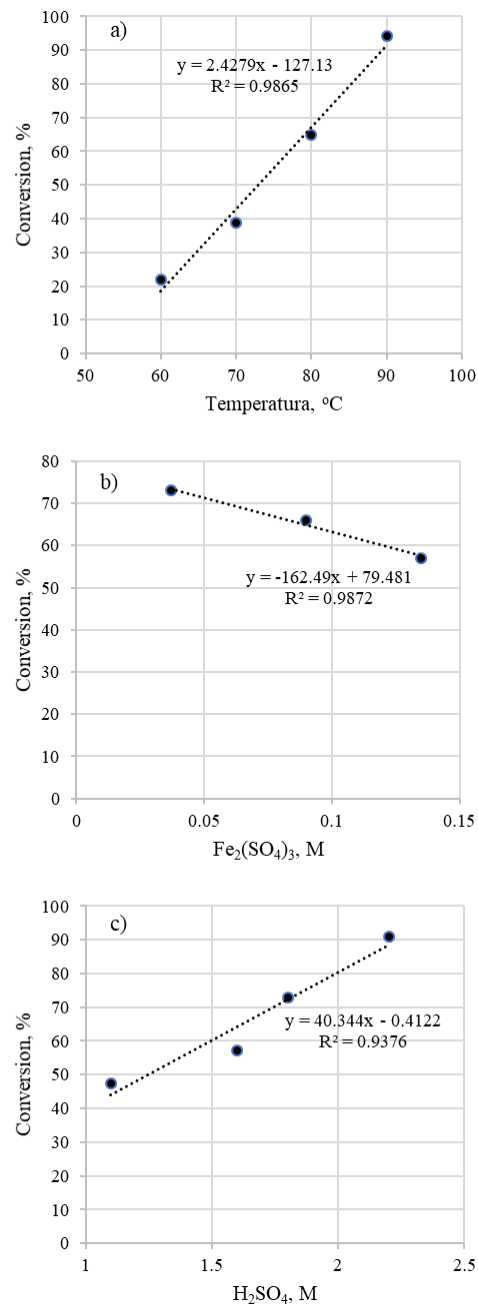 a)
100
90
80
70
60
50
40
30
20
10
0
Conversion, %
y = 2.4279x - 127.13
R² = 0.9865
50 60 70 80 90 100
Temperatura, ºC
b)
80
70
60
50
40
30
20
10
0
Conversion, %
y = -162.49x + 79.481
R² = 0.9872
0 0.05 0.1 0.15
Fe₂(SO₄)₃, M
c)
100
90
80
70
60
50
40
30
20
10
0
Conversion, %
y = 40.344x - 0.4122
R² = 0.9376
1 1.5 2 2.5
H₂SO₄, M